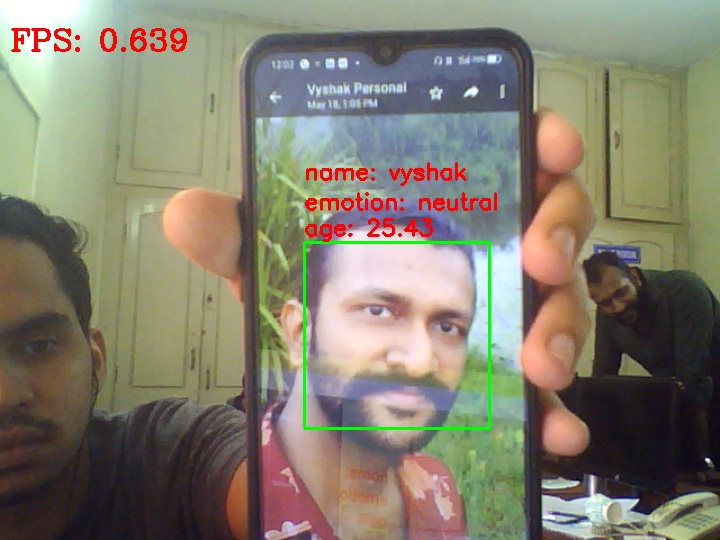 FPS: 0.639
12:02
Vyshak Personal
May 18, 1:05 PM
name: vyshak
emotion: neutral
age: 25.43